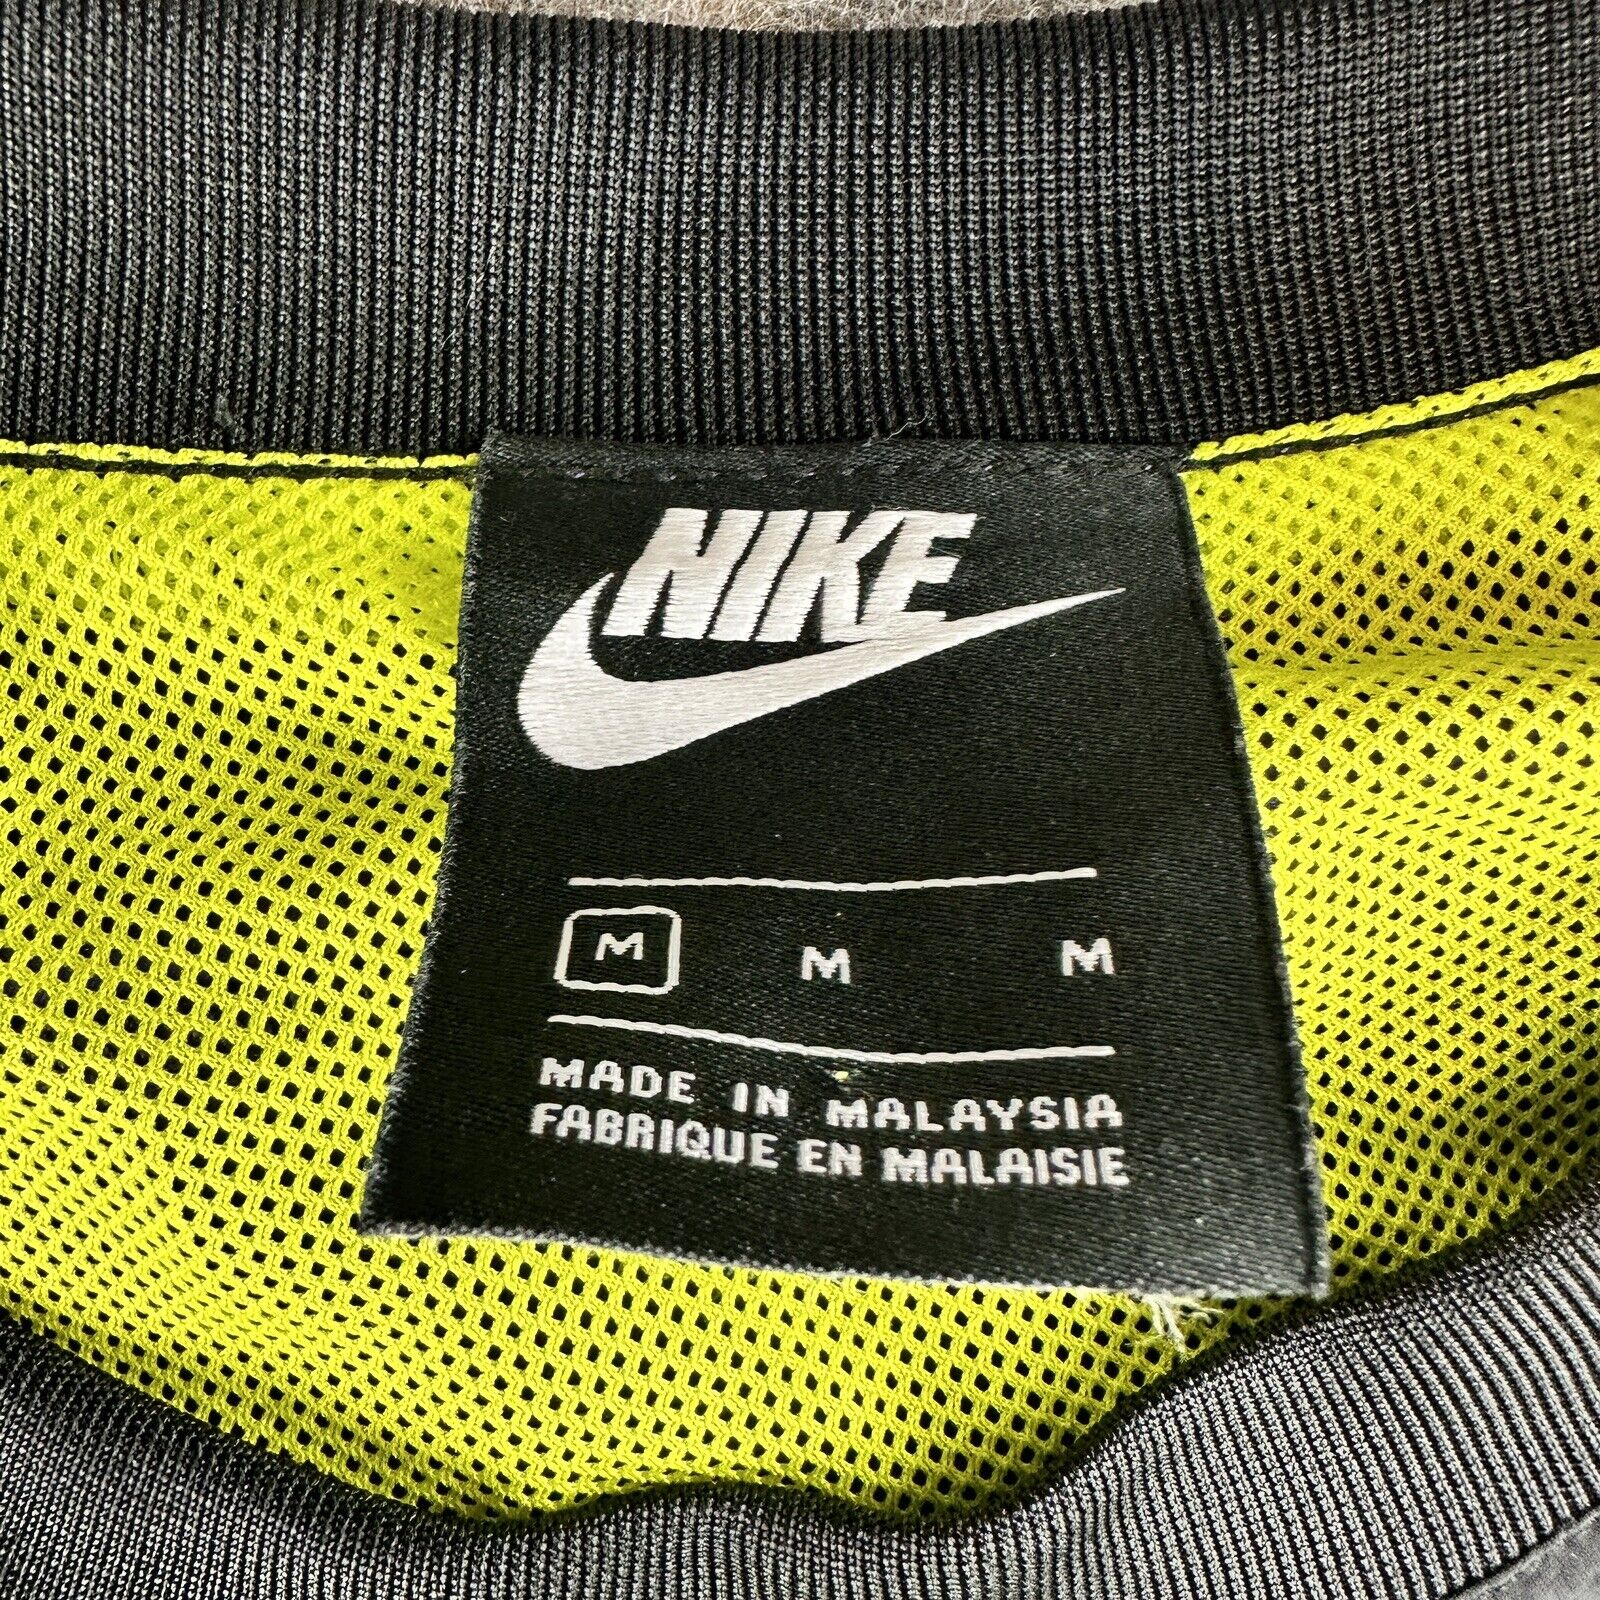 NIKE
M M M
MADE IN MALAYSIA
FABRIQUE EN MALAISIE